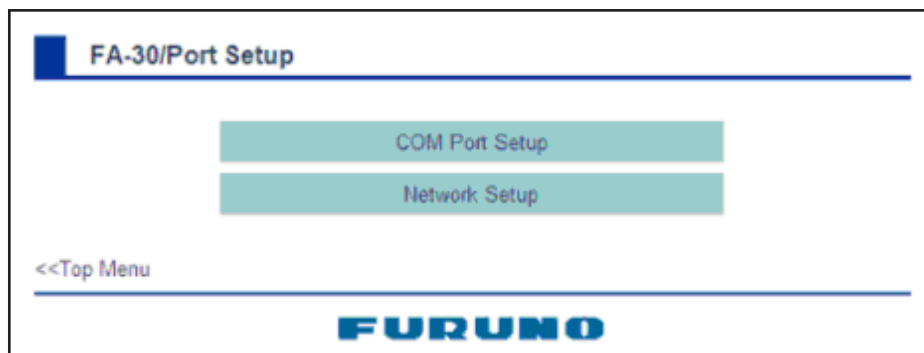 FA-30/Port Setup
COM Port Setup
Network Setup
<<Top Menu
FURUNO